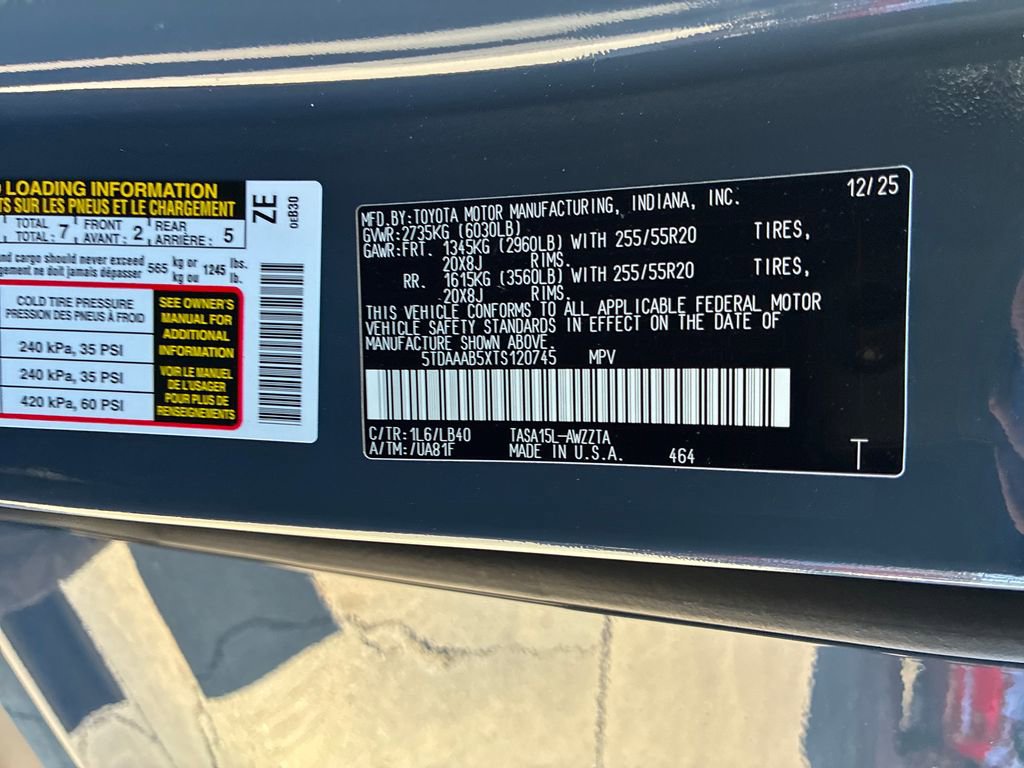 LOADING INFORMATION
TS SUR LES PNEUS ET LE CHARGEMENT
TOTAL TOTAL : 7 FRONT AVANT : 2 REAR ARRIÈRE : 5
and cargo should never exceed 565 kg or 1245 lbs.
gement ne doit jamais dépasser kg ou lb.
COLD TIRE PRESSURE
PRESSION DES PNEUS À FROID
240 kPa, 35 PSI
240 kPa, 35 PSI
420 kPa, 60 PSI
SEE OWNER'S
MANUAL FOR
ADDITIONAL
INFORMATION
VOIR LE MANUEL
DE L'USAGER
POUR PLUS DE
RENSEIGNEMENTS
ZE
0EB30
12/25
MFD.BY:TOYOTA MOTOR MANUFACTURING, INDIANA, INC.
GVWR:2735KG (6030LB)
GAWR:FRT. 1345KG (2960LB) WITH 255/55R20 TIRES,
20X8J RIMS.
RR. 1615KG (3560LB) WITH 255/55R20 TIRES,
20X8J RIMS.
THIS VEHICLE CONFORMS TO ALL APPLICABLE FEDERAL MOTOR
VEHICLE SAFETY STANDARDS IN EFFECT ON THE DATE OF
MANUFACTURE SHOWN ABOVE.
5TDAAAB5XTS120745 MPV
C/TR:1L6/LB40 TASA15L-AWZZTA
A/TM:/UA81F MADE IN U.S.A. 464
T